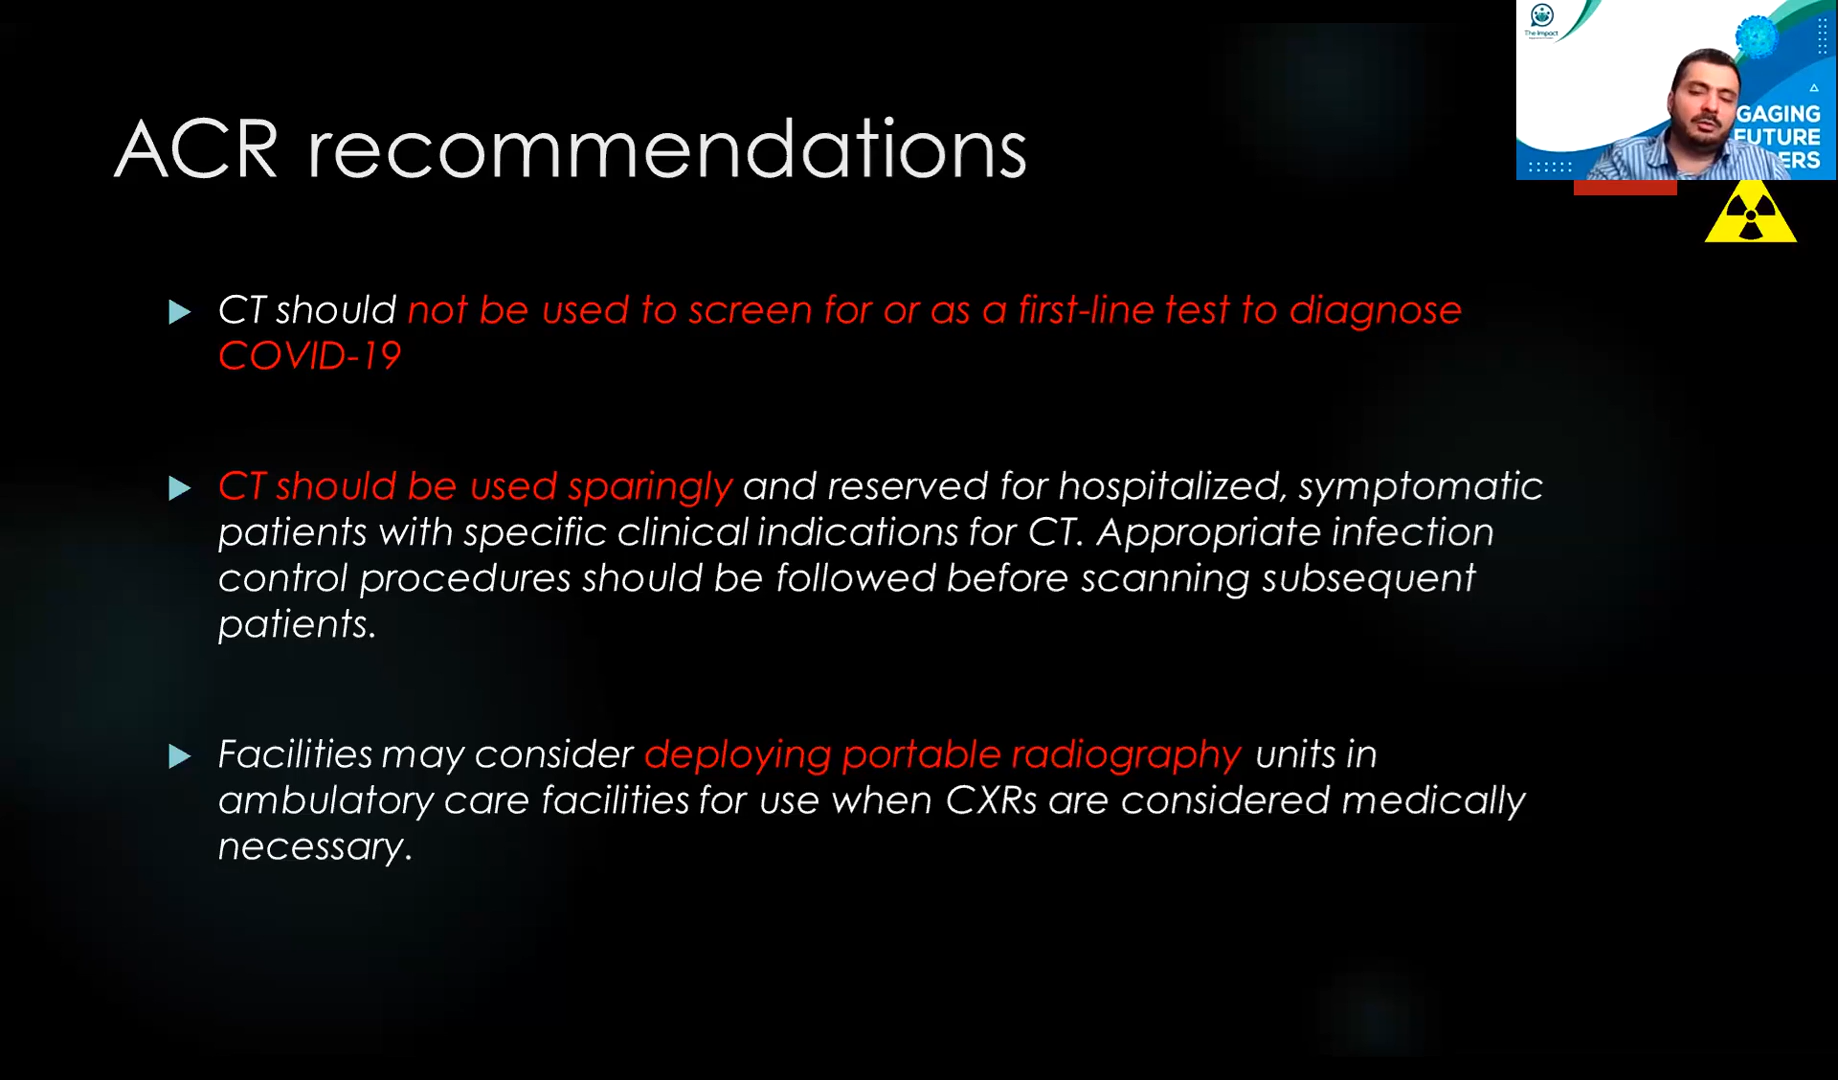 ACR recommendations
The Impact
GAGING
FUTURE
ERS
CT should not be used to screen for or as a first-line test to diagnose
COVID-19
CT should be used sparingly and reserved for hospitalized, symptomatic
patients with specific clinical indications for CT. Appropriate infection
control procedures should be followed before scanning subsequent
patients.
Facilities may consider deploying portable radiography units in
ambulatory care facilities for use when CXRs are considered medically
necessary.